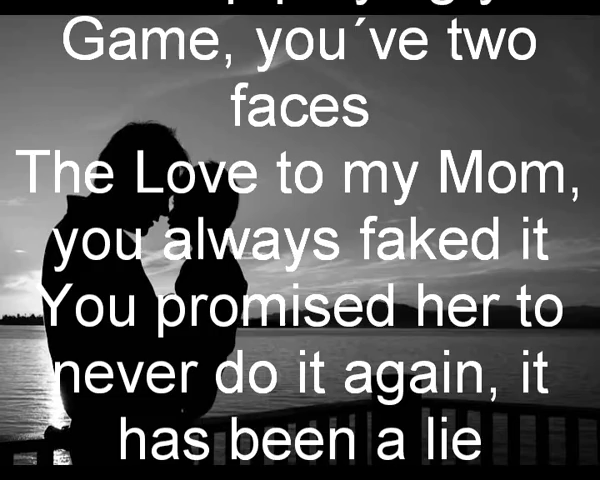 Game, you´ve two
faces
The Love to my Mom,
you always faked it
You promised her to
never do it again, it
has been a lie